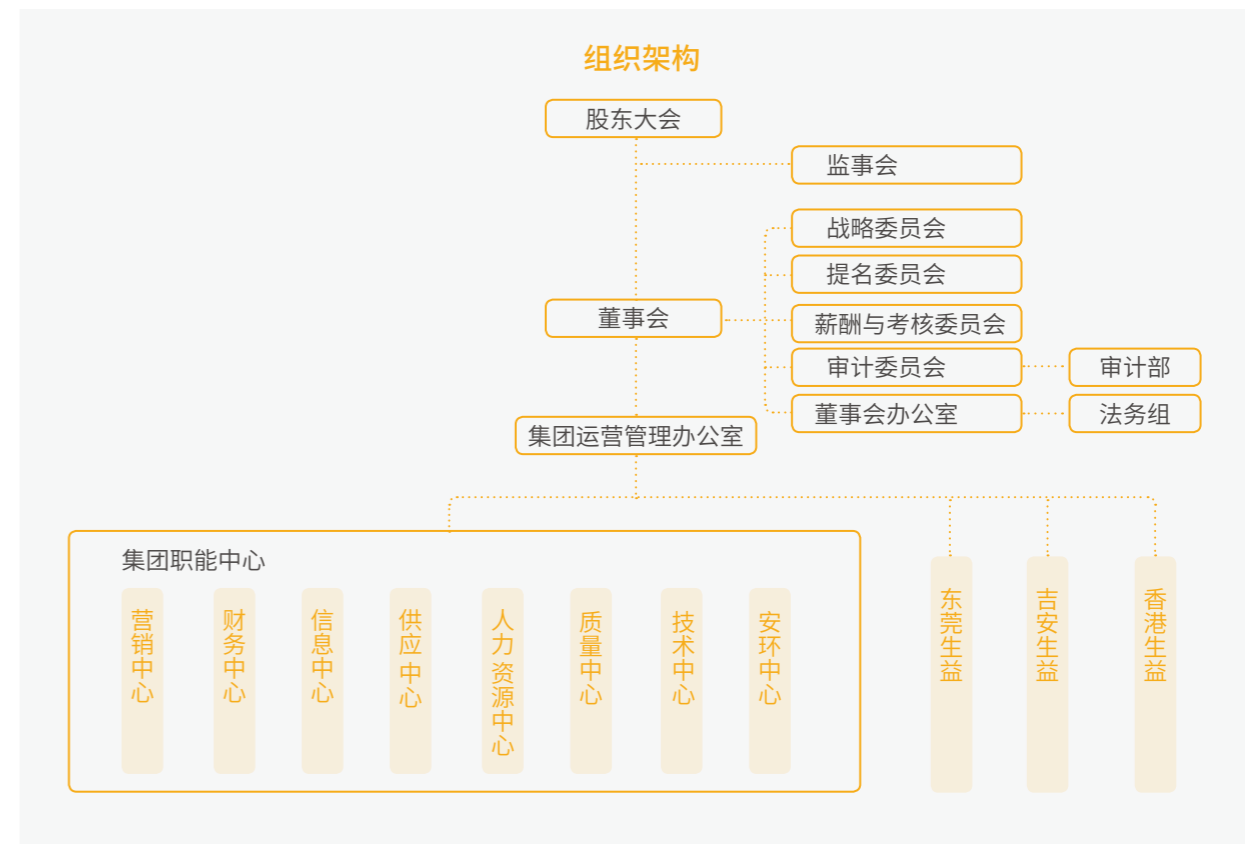 组织架构
股东大会
监事会
战略委员会
提名委员会
董事会
薪酬与考核委员会
审计委员会
审计部
董事会办公室
法务组
集团运营管理办公室
集团职能中心
营销中心
财务中心
信息中心
供应中心
人力资源中心
质量中心
技术中心
安环中心
东莞生益
吉安生益
香港生益